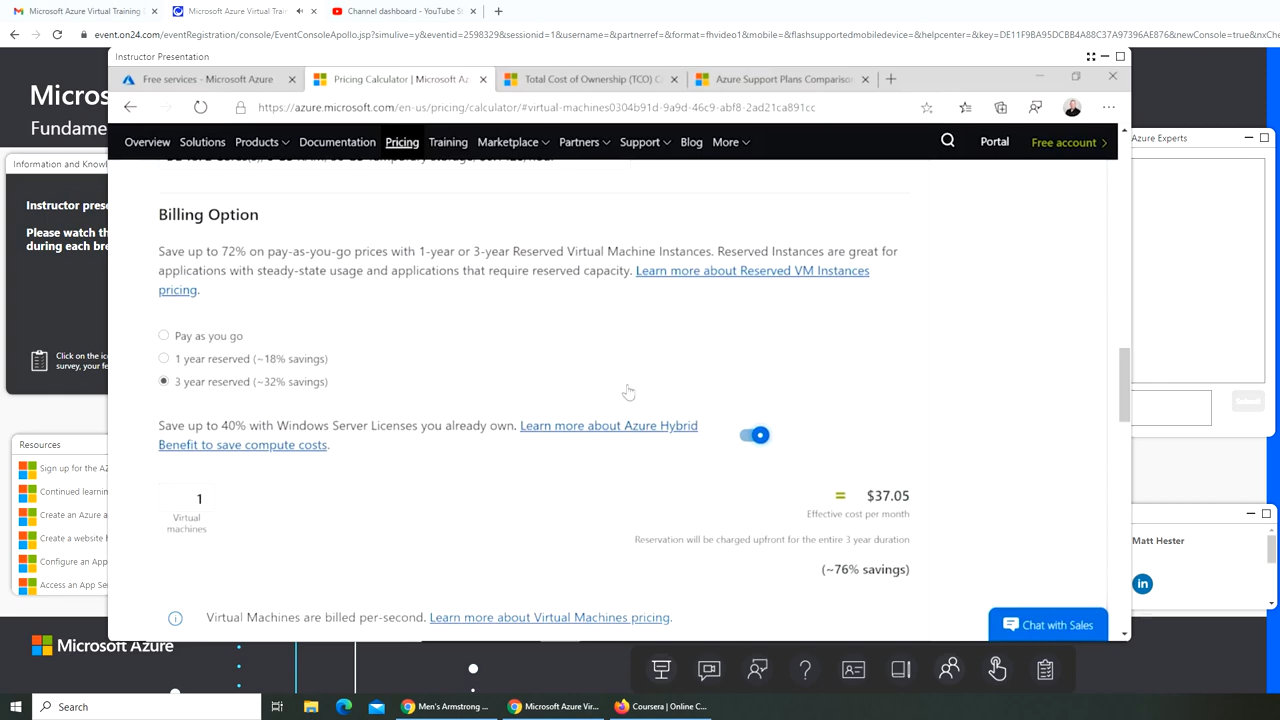 Microsoft Azure Virtual Training
Microsoft Azure Virtual Train
Channel dashboard - YouTube St
event.on24.com/eventRegistration/console/EventConsoleApollo.jsp?simulive=y&eventid=2598329&sessionid=1&username=&partnerref=&format=fhvideo1&mobile=&flashsupportedmobiledevice=&helpcenter=&key=DE11F9BA95DCBB4A88C37A97396AE876&newConsole=true&nxChe
Micros
Fundame
Information and Know
Instructor pres
Please watch th
during each bre
Click on the ico
survey, your fe
Resources
Sign up for the AZ
Continued learnin
Create an Azure a
Create a website h
Configure an App
Access an App Ser
Microsoft Azure
Instructor Presentation
Free services - Microsoft Azure
Pricing Calculator | Microsoft Az
Total Cost of Ownership (TCO) C
Azure Support Plans Comparison
https://azure.microsoft.com/en-us/pricing/calculator/#virtual-machines0304b91d-9a9d-46c9-abf8-2ad21ca891cc
Overview Solutions Products Documentation Pricing Training Marketplace Partners Support Blog More Portal Free account
Billing Option
Save up to 72% on pay-as-you-go prices with 1-year or 3-year Reserved Virtual Machine Instances. Reserved Instances are great for
applications with steady-state usage and applications that require reserved capacity. Learn more about Reserved VM Instances
pricing.
Pay as you go
1 year reserved (~18% savings)
3 year reserved (~32% savings)
Save up to 40% with Windows Server Licenses you already own. Learn more about Azure Hybrid
Benefit to save compute costs.
1
Virtual
machines
= $37.05
Effective cost per month
Reservation will be charged upfront for the entire 3 year duration
(~76% savings)
Virtual Machines are billed per-second. Learn more about Virtual Machines pricing.
Chat with Sales
Azure Experts
Submit
Matt Hester
in
Search
Men's Armstrong ...
Microsoft Azure Vir...
Coursera | Online C...